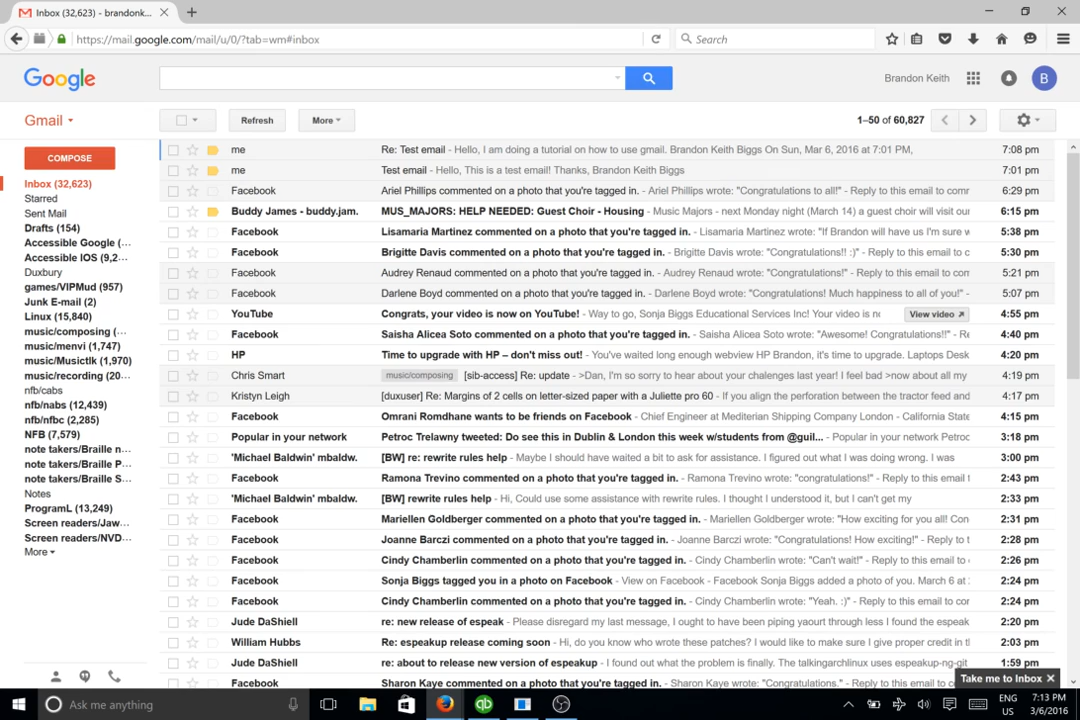 Inbox (32,623) - brandonk...
https://mail.google.com/mail/u/0/?tab=wm#inbox
Search
Google
Brandon Keith
B
Gmail
Refresh
More
1–50 of 60,827
COMPOSE
Inbox (32,623)
Starred
Sent Mail
Drafts (154)
Accessible Google (...
Accessible IOS (9,2...
Duxbury
games/VIPMud (957)
Junk E-mail (2)
Linux (15,840)
music/composing (...
music/menvi (1,747)
music/Musictlk (1,970)
music/recording (20...
nfb/cabs
nfb/nabs (12,439)
nfb/nfbc (2,285)
NFB (7,579)
note takers/Braille n...
note takers/Braille P...
note takers/Braille S...
Notes
ProgramL (13,249)
Screen readers/Jaw...
Screen readers/NVD...
More
me Re: Test email - Hello, I am doing a tutorial on how to use gmail. Brandon Keith Biggs On Sun, Mar 6, 2016 at 7:01 PM, 7:08 pm
me Test email - Hello, This is a test email! Thanks, Brandon Keith Biggs 7:01 pm
Facebook Ariel Phillips commented on a photo that you're tagged in. - Ariel Phillips wrote: "Congratulations to all!" - Reply to this email to comr 6:29 pm
Buddy James - buddy.jam. MUS_MAJORS: HELP NEEDED: Guest Choir - Housing - Music Majors - next Monday night (March 14) a guest choir will visit our 6:15 pm
Facebook Lisamaria Martinez commented on a photo that you're tagged in. - Lisamaria Martinez wrote: "If Brandon will have us I'm sure w 5:38 pm
Facebook Brigitte Davis commented on a photo that you're tagged in. - Brigitte Davis wrote: "Congratulations!! :)" - Reply to this email to c 5:30 pm
Facebook Audrey Renaud commented on a photo that you're tagged in. - Audrey Renaud wrote: "Congratulations!" - Reply to this email to com 5:21 pm
Facebook Darlene Boyd commented on a photo that you're tagged in. - Darlene Boyd wrote: "Congratulations! Much happiness to all of you!" 5:07 pm
YouTube Congrats, your video is now on YouTube! - Way to go, Sonja Biggs Educational Services Inc! Your video is no View video 4:55 pm
Facebook Saisha Alicea Soto commented on a photo that you're tagged in. - Saisha Alicea Soto wrote: "Awesome! Congratulations!!" 4:40 pm
HP Time to upgrade with HP – don't miss out! - You've waited long enough webview HP Brandon, it's time to upgrade. Laptops Desk 4:20 pm
Chris Smart music/composing [sib-access] Re: update - >Dan, I'm so sorry to hear about your chalenges last year! I feel bad >now about all my 4:19 pm
Kristyn Leigh [duxuser] Re: Margins of 2 cells on letter-sized paper with a Juliette pro 60 - If you align the perforation between the tractor feed and 4:17 pm
Facebook Omrani Romdhane wants to be friends on Facebook - Chief Engineer at Mediterian Shipping Company London - California State 4:15 pm
Popular in your network Petroc Trelawny tweeted: Do see this in Dublin & London this week w/students from @guil... - Popular in your network Petroc 3:18 pm
'Michael Baldwin' mbaldw. [BW] re: rewrite rules help - Maybe I should have waited a bit to ask for assistance. I figured out what I was doing wrong. I was 3:00 pm
Facebook Ramona Trevino commented on a photo that you're tagged in. - Ramona Trevino wrote: "congratulations!" - Reply to this email t 2:43 pm
'Michael Baldwin' mbaldw. [BW] rewrite rules help - Hi, Could use some assistance with rewrite rules. I thought I understood it, but I can't get my 2:33 pm
Facebook Mariellen Goldberger commented on a photo that you're tagged in. - Mariellen Goldberger wrote: "How exciting for you all! Con 2:31 pm
Facebook Joanne Barczi commented on a photo that you're tagged in. - Joanne Barczi wrote: "Congratulations! How exciting!" - Reply to th 2:28 pm
Facebook Cindy Chamberlin commented on a photo that you're tagged in. - Cindy Chamberlin wrote: "Can't wait!" - Reply to this email to 2:26 pm
Facebook Sonja Biggs tagged you in a photo on Facebook - View on Facebook - Facebook Sonja Biggs added a photo of you. March 6 at 2:24 pm
Facebook Cindy Chamberlin commented on a photo that you're tagged in. - Cindy Chamberlin wrote: "Yeah. :)" - Reply to this email to c 2:24 pm
Jude DaShiell re: new release of espeak - Please disregard my last message, I ought to have been piping yaourt through less I found the espeak 2:20 pm
William Hubbs Re: espeakup release coming soon - Hi, do you know who wrote these patches? I would like to make sure I give proper credit in t 2:03 pm
Jude DaShiell re: about to release new version of espeakup - I found out what the problem is finally. The talkingarchlinux uses espeakup-ng-git 1:59 pm
Facebook Sharon Kaye commented on a photo that you're tagged in. - Sharon Kaye wrote: "Congratulations." - Reply to this email to co
Take me to Inbox
Ask me anything
ENG
US
7:13 PM
3/6/2016